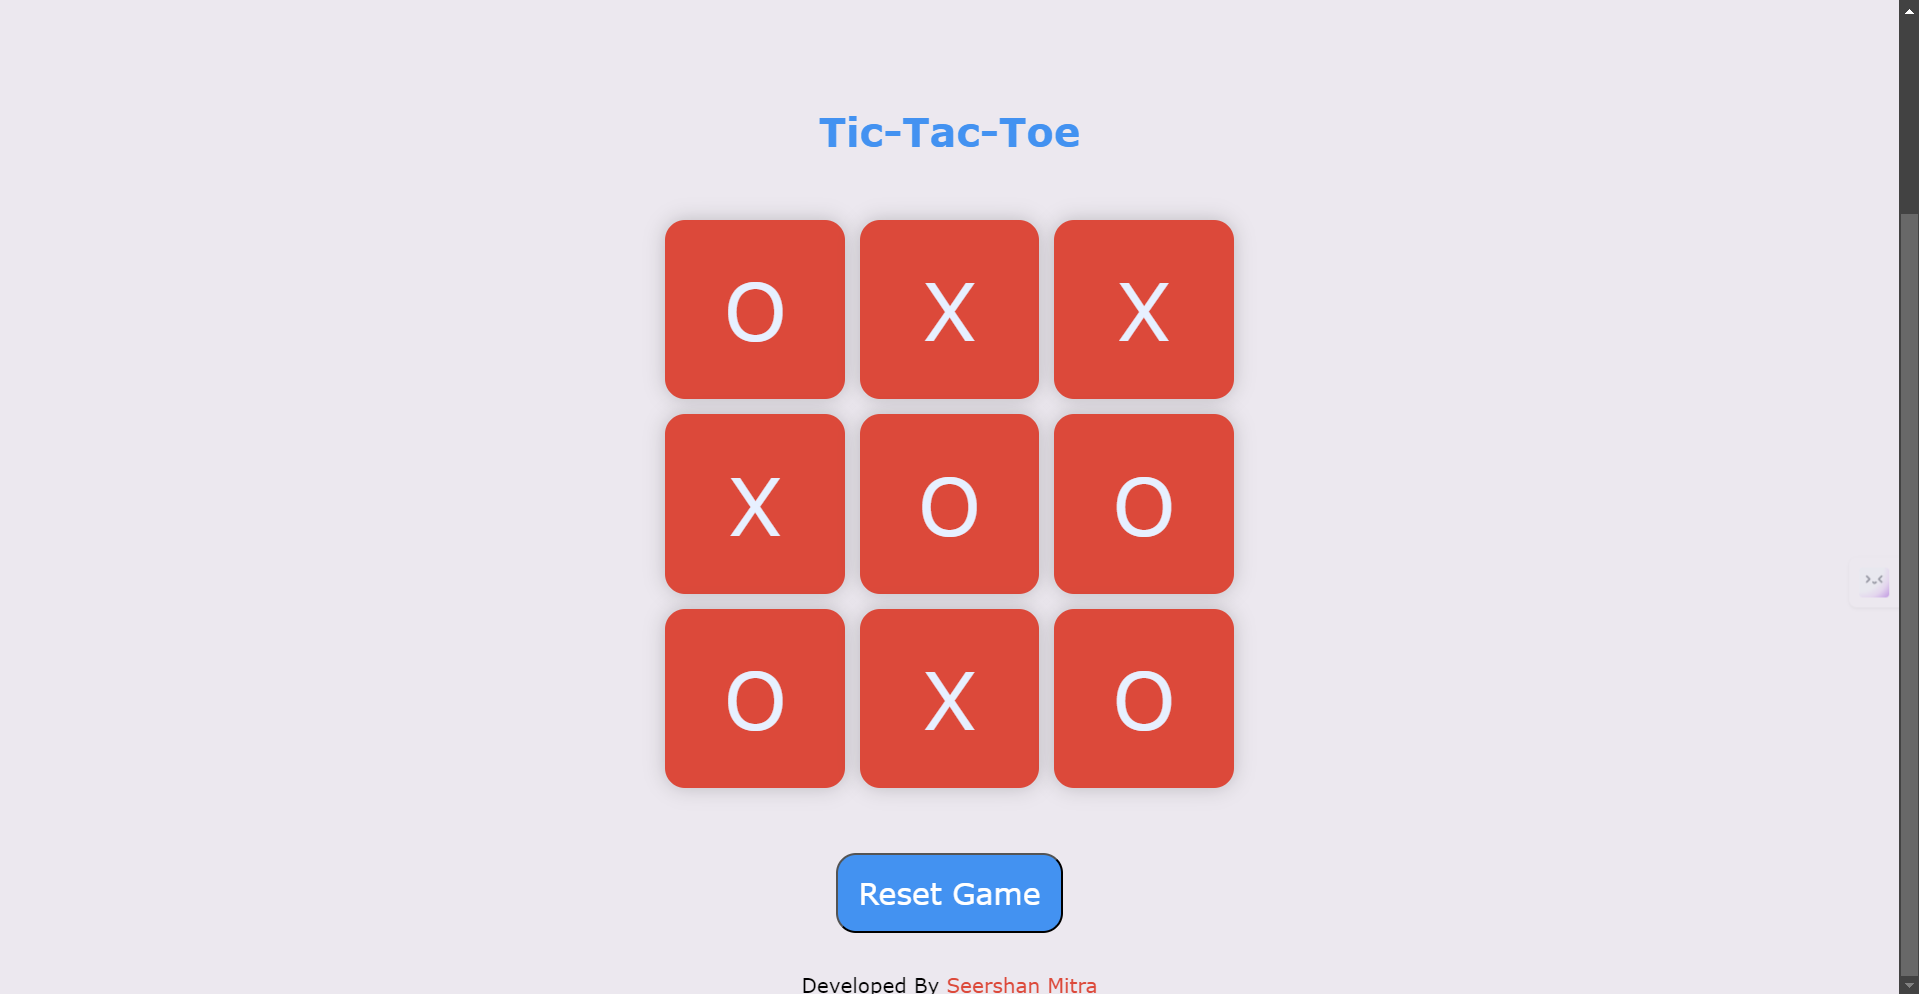 Tic-Tac-Toe
O X X
X O O
O X O
Reset Game
Developed By Seershan Mitra